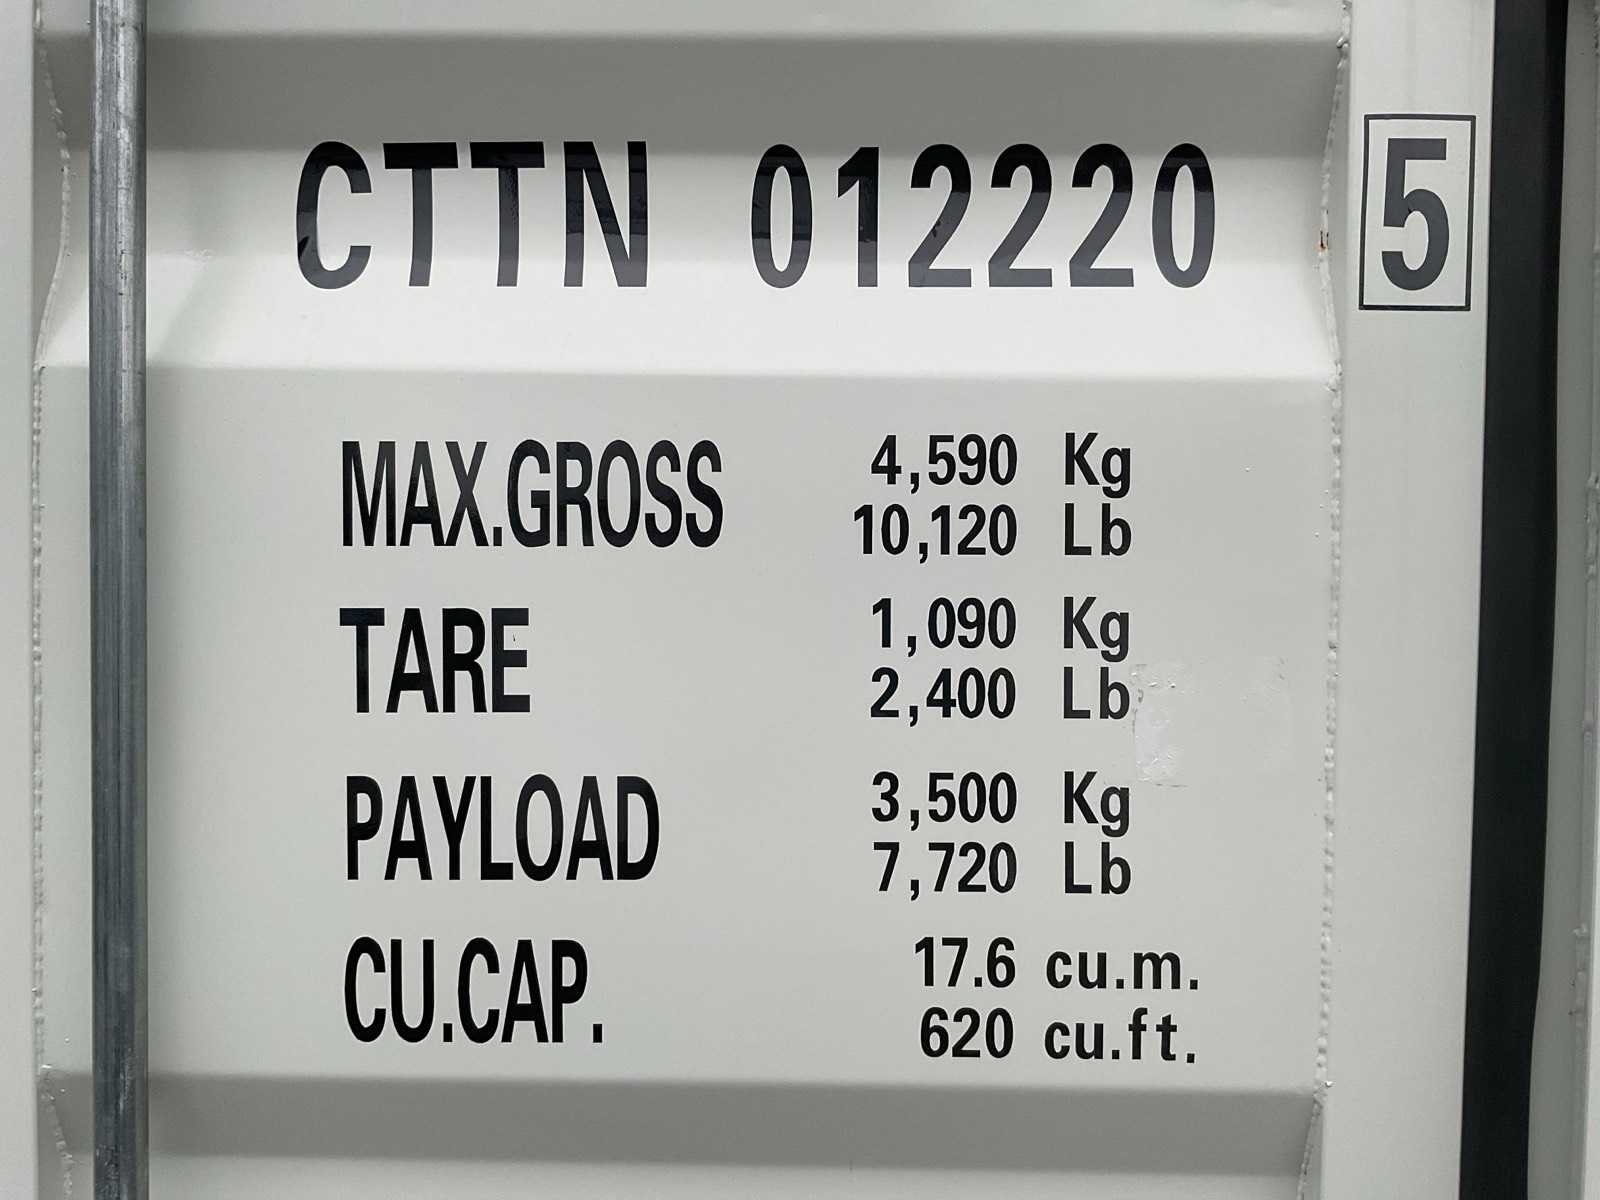 CTTN 012220 5
MAX.GROSS 4,590 Kg
10,120 Lb
TARE 1,090 Kg
2,400 Lb
PAYLOAD 3,500 Kg
7,720 Lb
CU.CAP. 17.6 cu.m.
620 cu.ft.